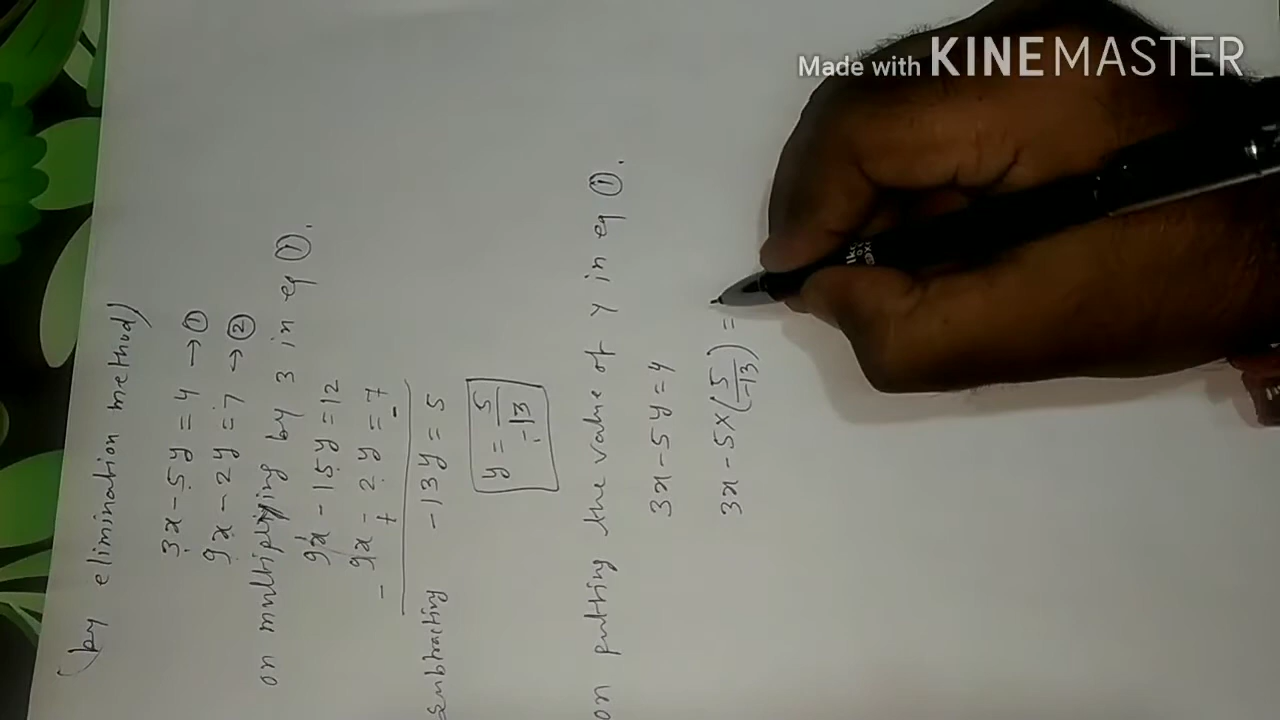 Made with KINEMASTER
(by elimination method)
3x - 5y = 4 → ①
9x - 2y = 7 → ②
on multiplying by 3 in eq ①.
9x - 15y = 12
9x - 2y = 7
- + -
Subtracting -13y = 5
y = 5/-13
on putting the value of y in eq ①.
3x - 5y = 4
3x - 5 × (5/-13) =